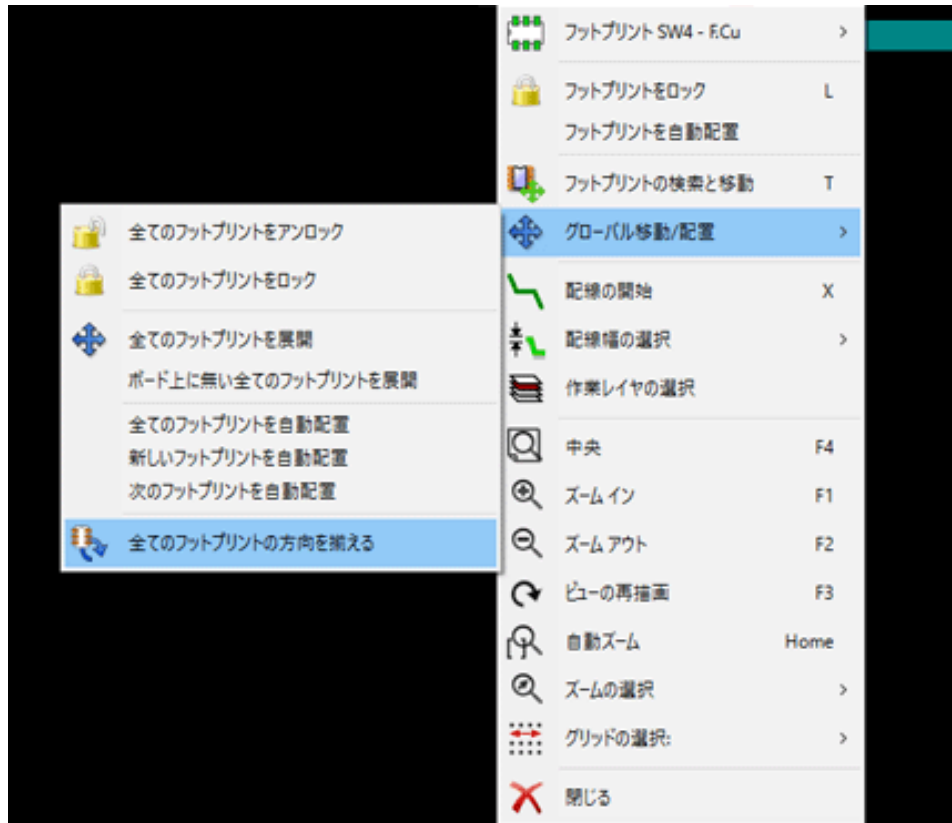 フットプリント SW4 - F.Cu >
フットプリントをロック L
フットプリントを自動配置
フットプリントの検索と移動 T
グローバル移動/配置 >
配線の開始 X
配線幅の選択 >
作業レイヤの選択
中央 F4
ズームイン F1
ズームアウト F2
ビューの再描画 F3
自動ズーム Home
ズームの選択 >
グリッドの選択: >
閉じる
全てのフットプリントをアンロック
全てのフットプリントをロック
全てのフットプリントを展開
ボード上に無い全てのフットプリントを展開
全てのフットプリントを自動配置
新しいフットプリントを自動配置
次のフットプリントを自動配置
全てのフットプリントの方向を揃える